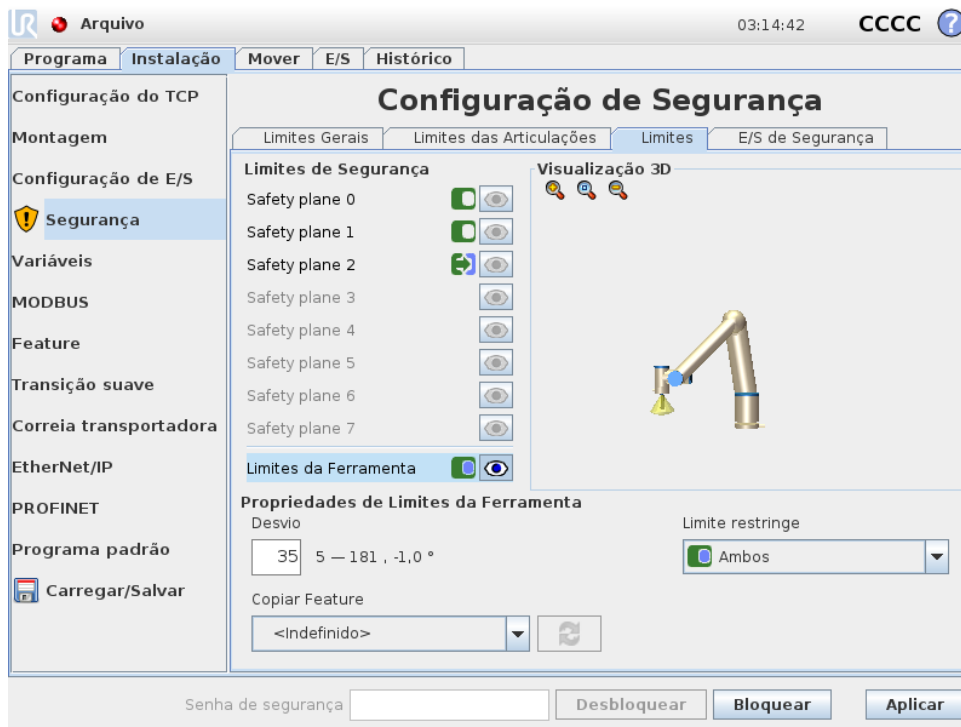 UR Arquivo 03:14:42 CCCC ?
Programa Instalação Mover E/S Histórico
Configuração do TCP
Montagem
Configuração de E/S
Segurança
Variáveis
MODBUS
Feature
Transição suave
Correia transportadora
EtherNet/IP
PROFINET
Programa padrão
Carregar/Salvar
Configuração de Segurança
Limites Gerais Limites das Articulações Limites E/S de Segurança
Limites de Segurança
Safety plane 0
Safety plane 1
Safety plane 2
Safety plane 3
Safety plane 4
Safety plane 5
Safety plane 6
Safety plane 7
Limites da Ferramenta
Visualização 3D
Propriedades de Limites da Ferramenta
Desvio
35 5 — 181 , -1,0 °
Limite restringe
Ambos
Copiar Feature
<Indefinido>
Senha de segurança Desbloquear Bloquear Aplicar